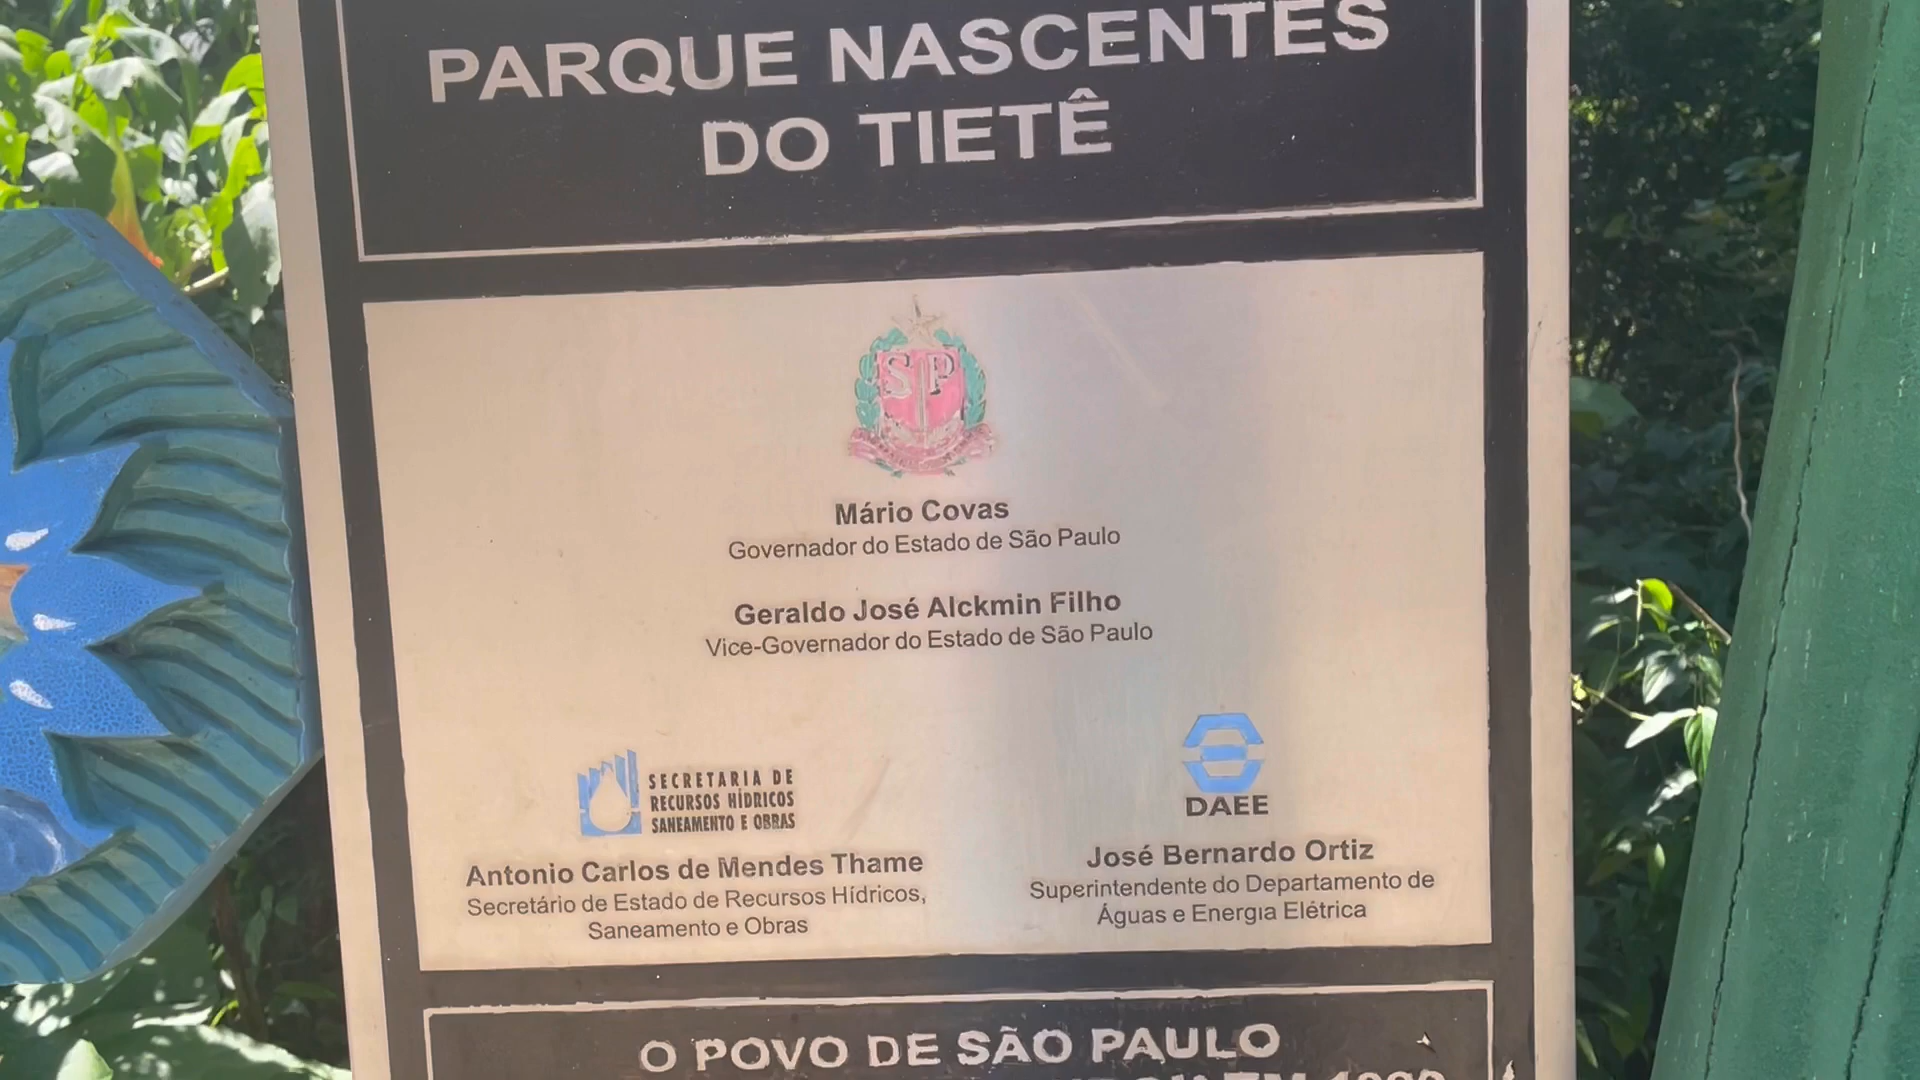 PARQUE NASCENTES
DO TIETÊ
SP
Mário Covas
Governador do Estado de São Paulo
Geraldo José Alckmin Filho
Vice-Governador do Estado de São Paulo
SECRETARIA DE
RECURSOS HÍDRICOS
SANEAMENTO E OBRAS
Antonio Carlos de Mendes Thame
Secretário de Estado de Recursos Hídricos,
Saneamento e Obras
DAEE
José Bernardo Ortiz
Superintendente do Departamento de
Águas e Energia Elétrica
O POVO DE SÃO PAULO